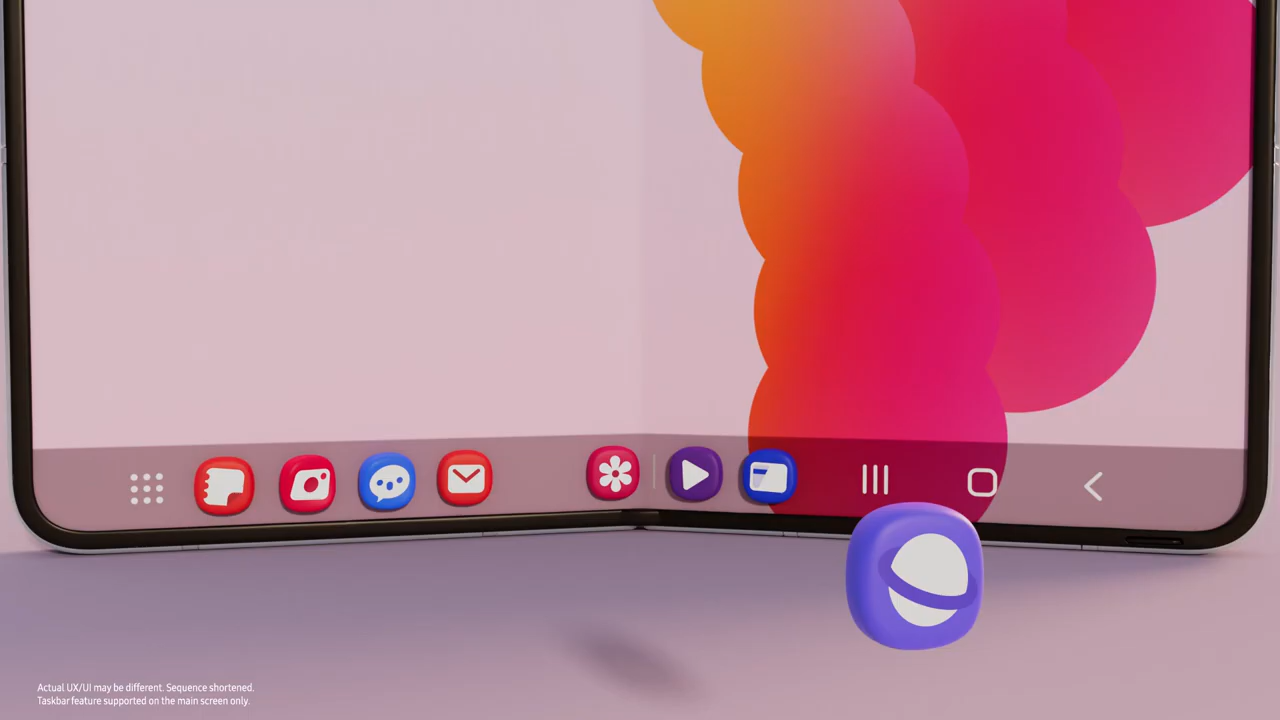 Actual UX/UI may be different. Sequence shortened.
Taskbar feature supported on the main screen only.